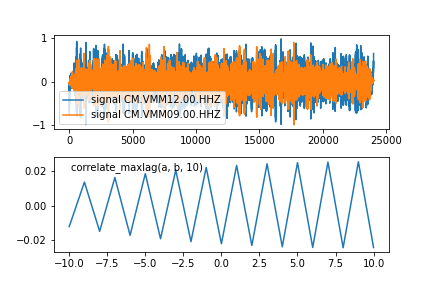 1
0
−1
signal CM.VMM12.00.HHZ
signal CM.VMM09.00.HHZ
0 5000 10000 15000 20000 25000
correlate_maxlag(a, b, 10)
0.02
0.00
−0.02
−10.0 −7.5 −5.0 −2.5 0.0 2.5 5.0 7.5 10.0